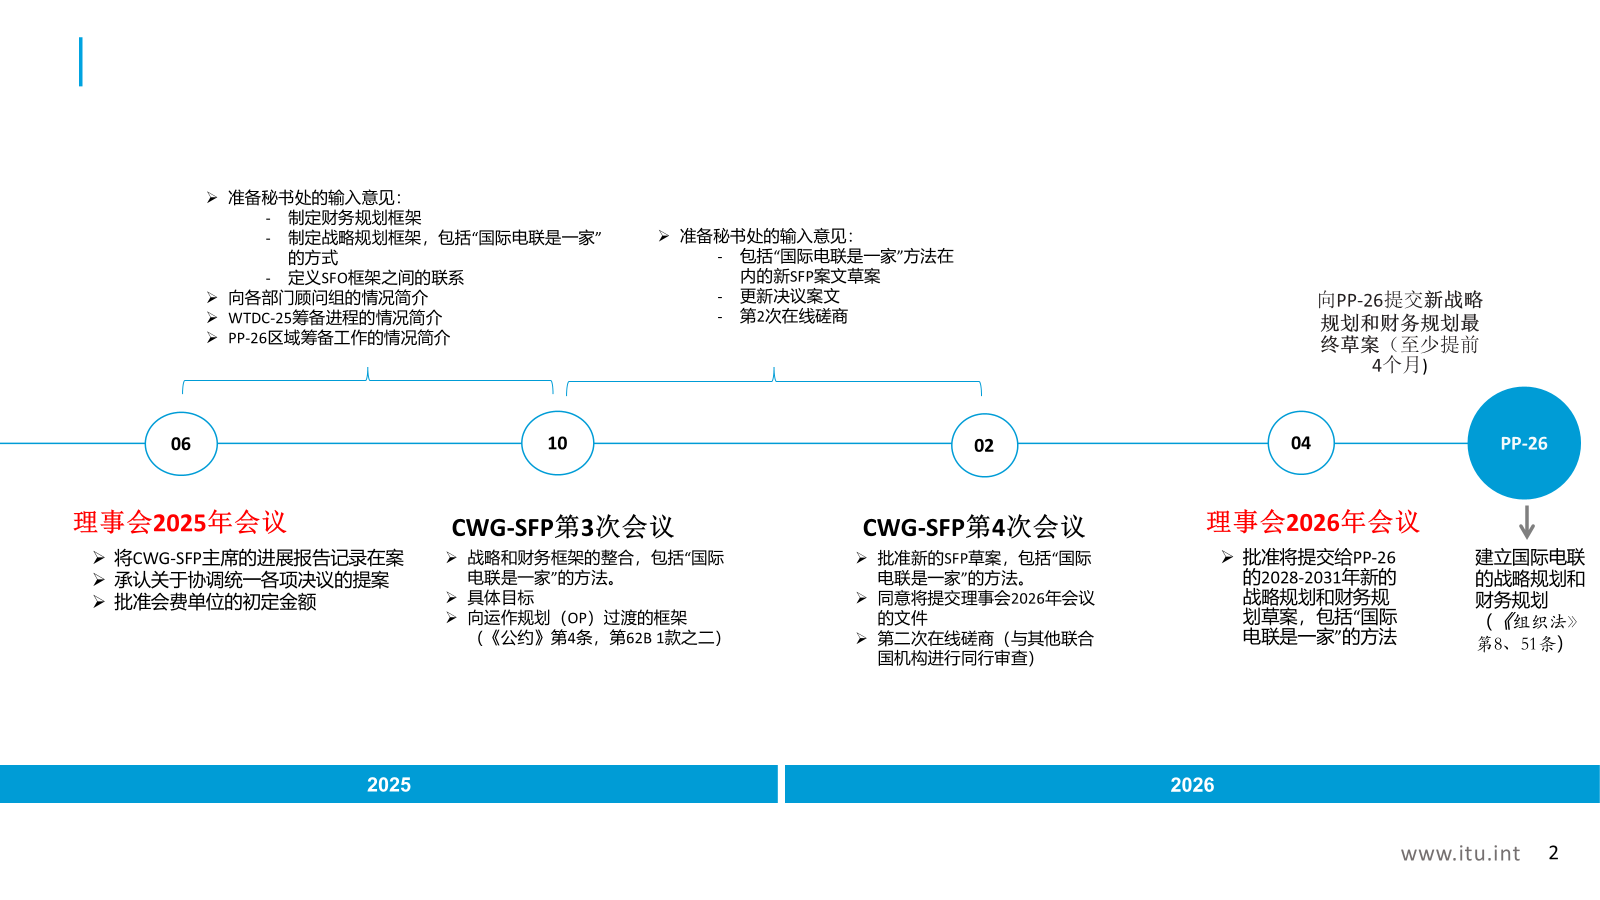 ➢ 准备秘书处的输入意见：
- 制定财务规划框架
- 制定战略规划框架，包括“国际电联是一家”
的方式
- 定义SFO框架之间的联系
➢ 向各部门顾问组的情况简介
➢ WTDC-25筹备进程的情况简介
➢ PP-26区域筹备工作的情况简介
➢ 准备秘书处的输入意见：
- 包括“国际电联是一家”方法在
内的新SFP案文草案
- 更新决议案文
- 第2次在线磋商
向PP-26提交新战略
规划和财务规划最
终草案（至少提前
4个月)
06
10
02
04
PP-26
理事会2025年会议
➢ 将CWG-SFP主席的进展报告记录在案
➢ 承认关于协调统一各项决议的提案
➢ 批准会费单位的初定金额
CWG-SFP第3次会议
➢ 战略和财务框架的整合，包括“国际
电联是一家”的方法。
➢ 具体目标
➢ 向运作规划（OP）过渡的框架
（《公约》第4条，第62B 1款之二）
CWG-SFP第4次会议
➢ 批准新的SFP草案，包括“国际
电联是一家”的方法。
➢ 同意将提交理事会2026年会议
的文件
➢ 第二次在线磋商（与其他联合
国机构进行同行审查）
理事会2026年会议
➢ 批准将提交给PP-26
的2028-2031年新的
战略规划和财务规
划草案，包括“国际
电联是一家”的方法
建立国际电联
的战略规划和
财务规划
（《组织法》
第8、51条）
2025
2026
www.itu.int
2